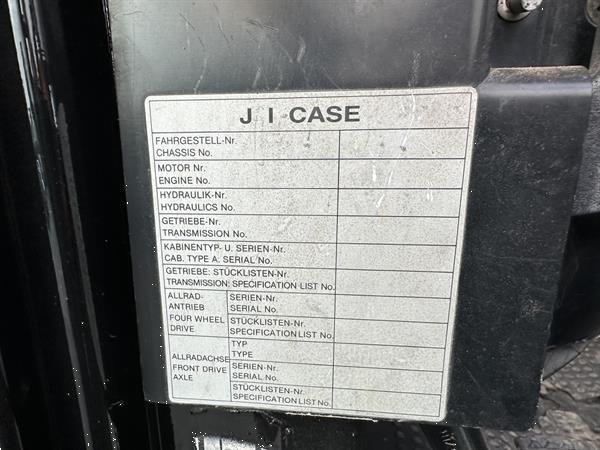 J I CASE
FAHRGESTELL-Nr.
CHASSIS No.
MOTOR Nr.
ENGINE No.
HYDRAULIK-Nr.
HYDRAULICS No.
GETRIEBE-Nr.
TRANSMISSION No.
KABINENTYP- U. SERIEN-Nr.
CAB. TYPE A. SERIAL No.
GETRIEBE: STÜCKLISTEN-Nr.
TRANSMISSION: SPECIFICATION LIST No.
ALLRAD-
ANTRIEB
FOUR WHEEL
DRIVE
SERIEN-Nr.
SERIAL No.
STÜCKLISTEN-Nr.
SPECIFICATION LIST No.
ALLRADACHSE
FRONT DRIVE
AXLE
TYP
TYPE
SERIEN-Nr.
SERIAL No.
STÜCKLISTEN-Nr.
SPECIFICATION LIST No.